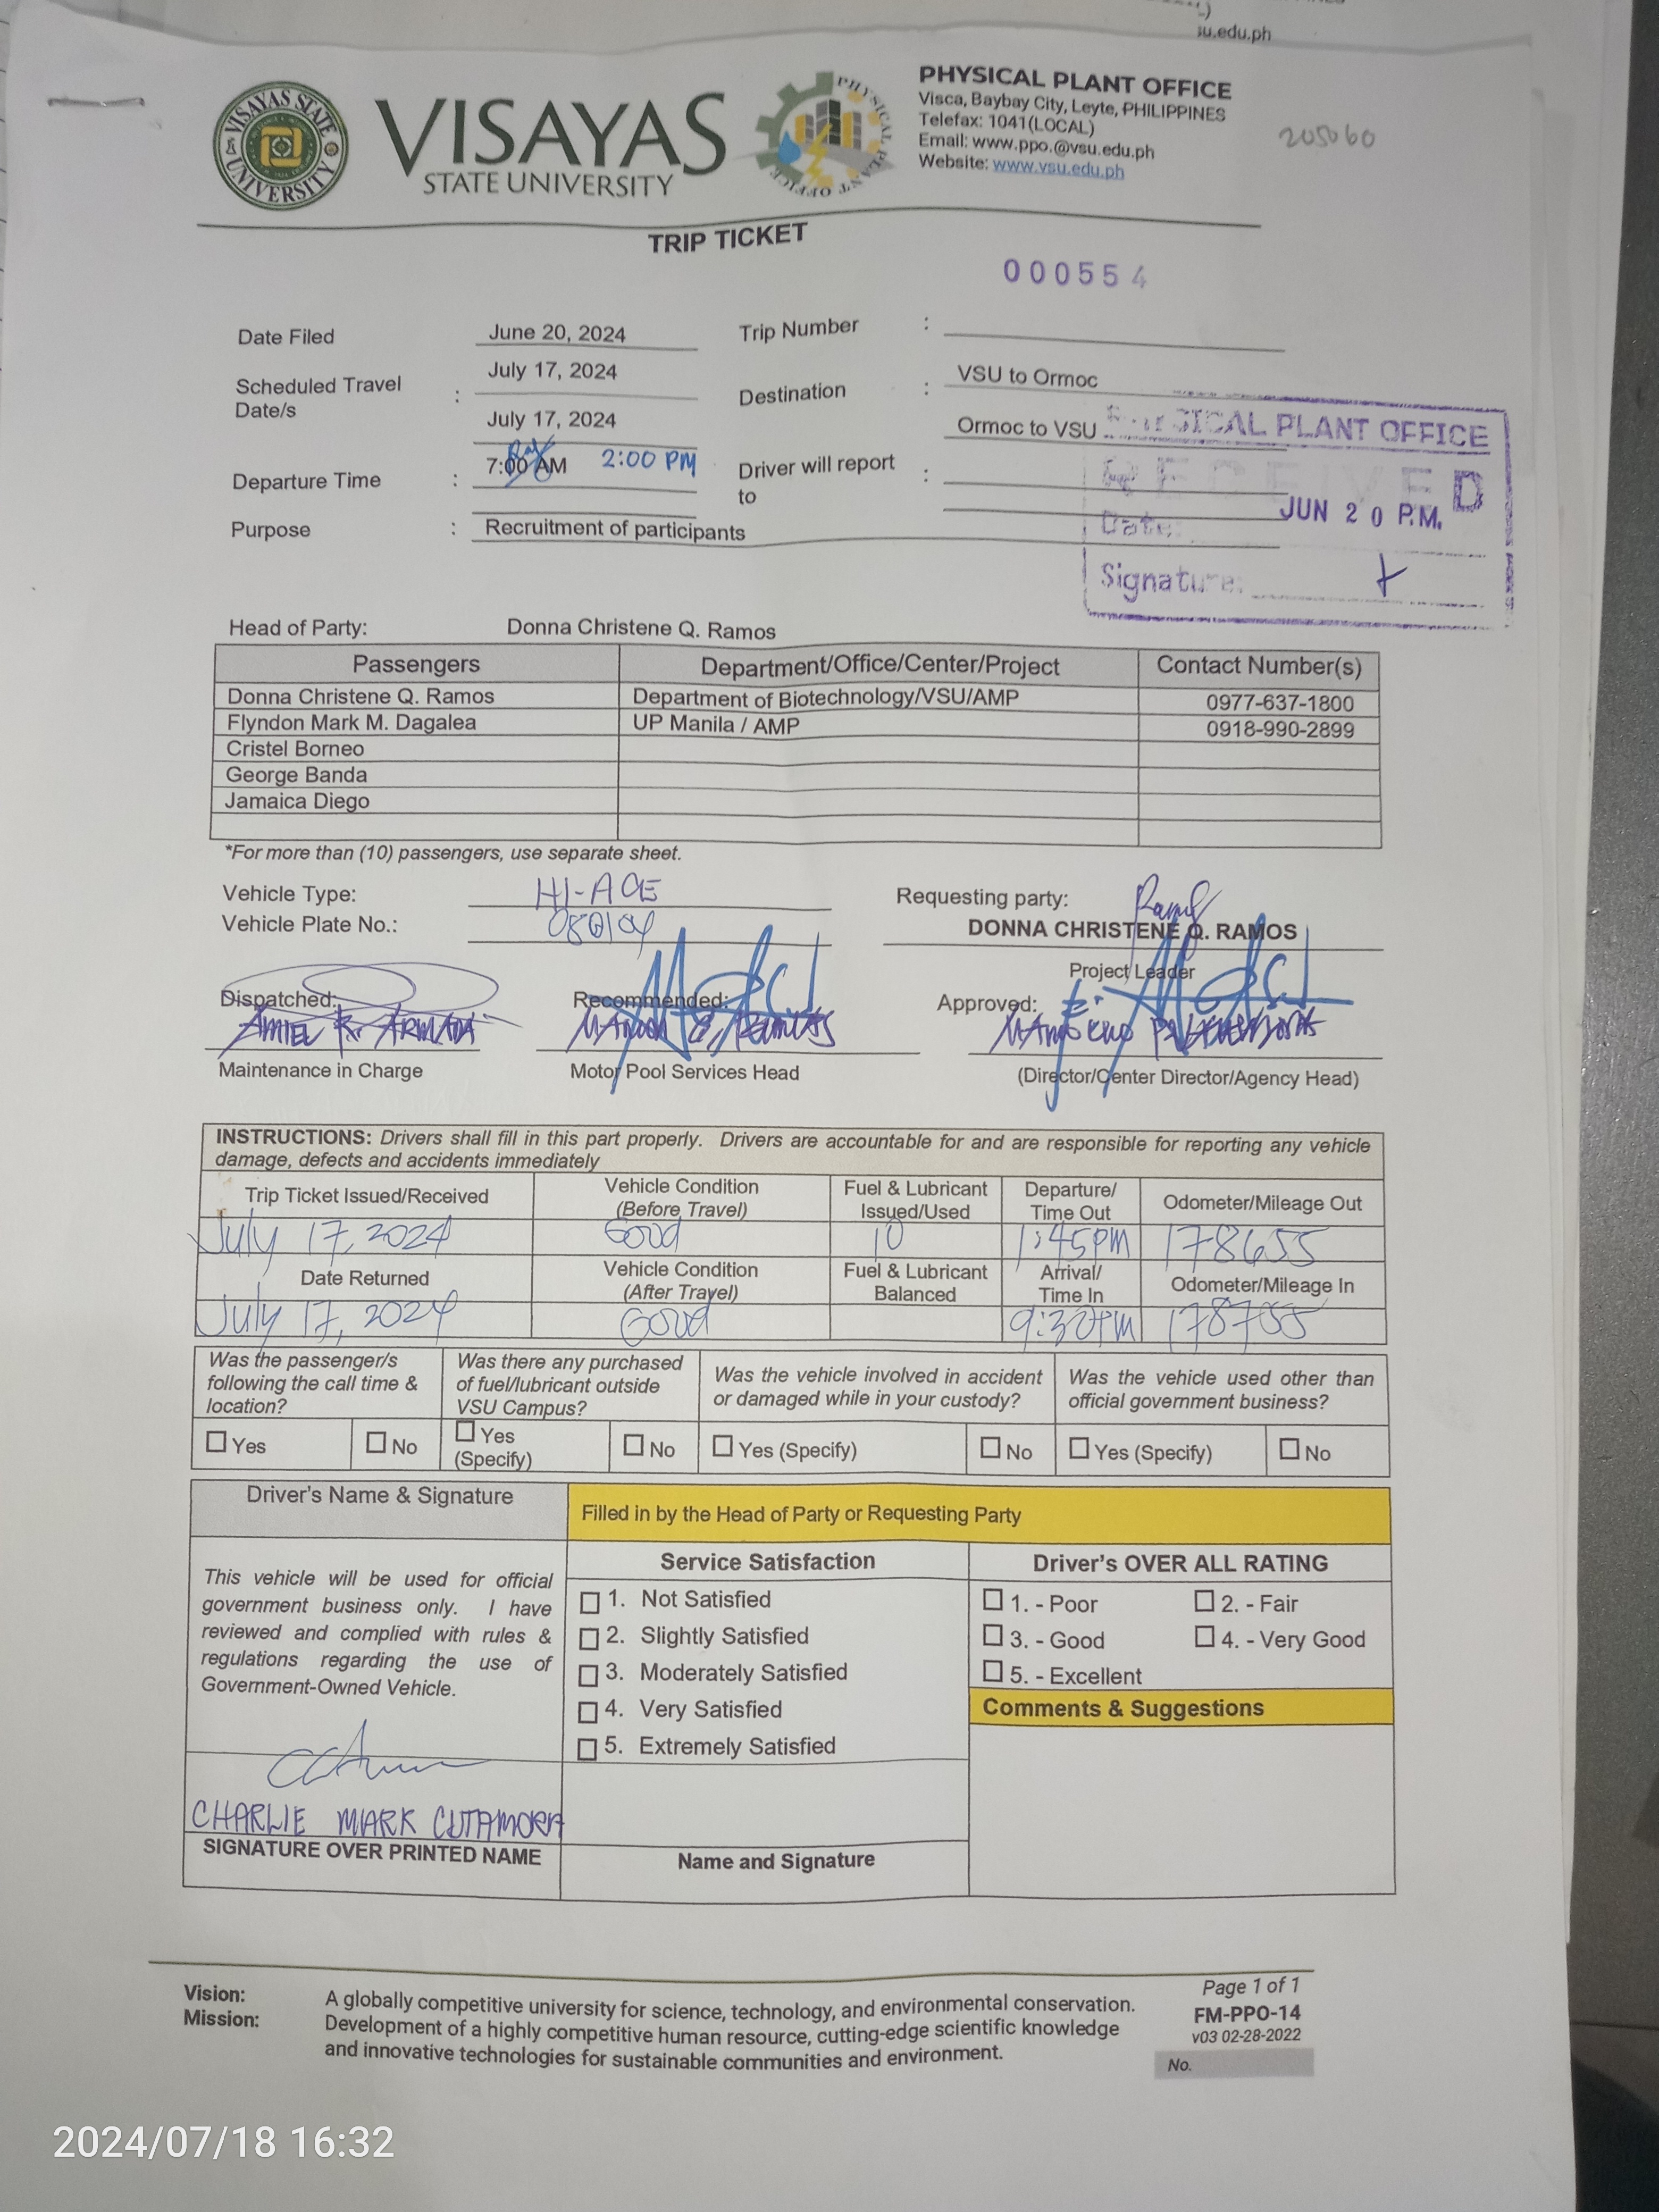 su.edu.ph
VISAYAS STATE UNIVERSITY
VISAYAS
STATE UNIVERSITY
PHYSICAL PLANT OFFICE
PHYSICAL PLANT OFFICE
Visca, Baybay City, Leyte, PHILIPPINES
Telefax: 1041(LOCAL)
Email: www.ppo.@vsu.edu.ph
Website: www.vsu.edu.ph
205060
TRIP TICKET
000554
Date Filed June 20, 2024 Trip Number :
Scheduled Travel Date/s : July 17, 2024 Destination : VSU to Ormoc
July 17, 2024 Ormoc to VSU
PHYSICAL PLANT OFFICE
RECEIVED
Date: JUN 20 P.M.
Signature:
Departure Time : 7:00 AM 2:00 PM Driver will report to :
Purpose : Recruitment of participants
Head of Party: Donna Christene Q. Ramos
Passengers Department/Office/Center/Project Contact Number(s)
Donna Christene Q. Ramos Department of Biotechnology/VSU/AMP 0977-637-1800
Flyndon Mark M. Dagalea UP Manila / AMP 0918-990-2899
Cristel Borneo
George Banda
Jamaica Diego
*For more than (10) passengers, use separate sheet.
Vehicle Type: HI-ACE Requesting party:
Vehicle Plate No.: DONNA CHRISTENE Q. RAMOS
Project Leader
Dispatched: Recommended: Approved:
AMIEL R. ARMADA
Maintenance in Charge Motor Pool Services Head (Director/Center Director/Agency Head)
INSTRUCTIONS: Drivers shall fill in this part properly. Drivers are accountable for and are responsible for reporting any vehicle
damage, defects and accidents immediately
Trip Ticket Issued/Received Vehicle Condition (Before Travel) Fuel & Lubricant Issued/Used Departure/ Time Out Odometer/Mileage Out
July 17, 2024 Good 10 1:45PM 178655
Date Returned Vehicle Condition (After Travel) Fuel & Lubricant Balanced Arrival/ Time In Odometer/Mileage In
July 17, 2024 Good 9:30PM 178755
Was the passenger/s following the call time & location? Was there any purchased of fuel/lubricant outside VSU Campus? Was the vehicle involved in accident or damaged while in your custody? Was the vehicle used other than official government business?
Yes No Yes (Specify) No Yes (Specify) No Yes (Specify) No
Driver's Name & Signature Filled in by the Head of Party or Requesting Party
This vehicle will be used for official
government business only. I have
reviewed and complied with rules &
regulations regarding the use of
Government-Owned Vehicle.
CHARLIE MARK CUTAMORA
SIGNATURE OVER PRINTED NAME
Service Satisfaction
1. Not Satisfied
2. Slightly Satisfied
3. Moderately Satisfied
4. Very Satisfied
5. Extremely Satisfied
Name and Signature
Driver's OVER ALL RATING
1. - Poor 2. - Fair
3. - Good 4. - Very Good
5. - Excellent
Comments & Suggestions
Vision: A globally competitive university for science, technology, and environmental conservation.
Mission: Development of a highly competitive human resource, cutting-edge scientific knowledge
and innovative technologies for sustainable communities and environment.
Page 1 of 1
FM-PPO-14
v03 02-28-2022
No.
2024/07/18 16:32